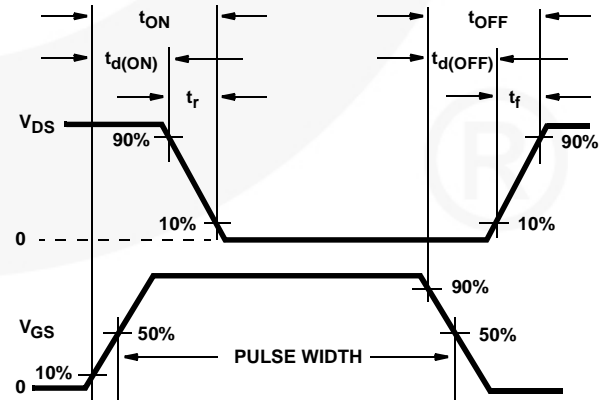 tON tOFF
td(ON) td(OFF)
tr tf
VDS
90% 90%
10% 10%
0
90%
VGS 50% 50%
PULSE WIDTH
10%
0
®